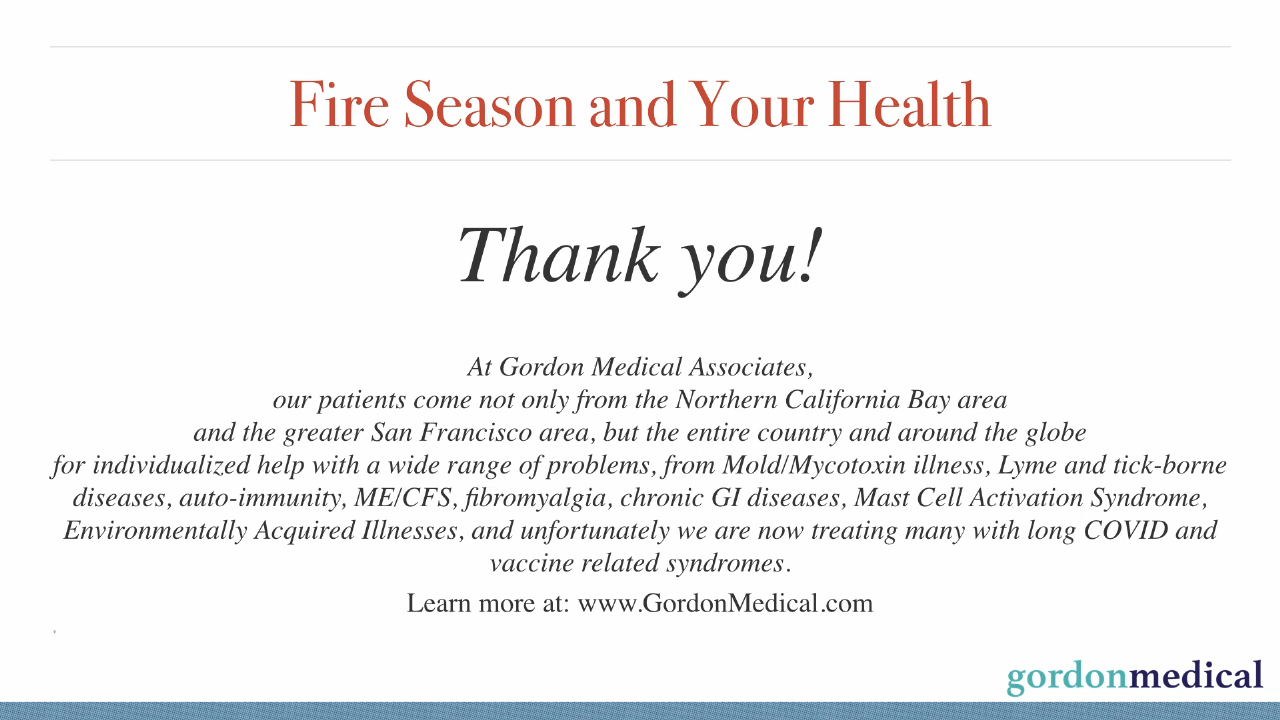 Fire Season and Your Health
Thank you!
At Gordon Medical Associates,
our patients come not only from the Northern California Bay area
and the greater San Francisco area, but the entire country and around the globe
for individualized help with a wide range of problems, from Mold/Mycotoxin illness, Lyme and tick-borne
diseases, auto-immunity, ME/CFS, fibromyalgia, chronic GI diseases, Mast Cell Activation Syndrome,
Environmentally Acquired Illnesses, and unfortunately we are now treating many with long COVID and
vaccine related syndromes.
Learn more at: www.GordonMedical.com
gordonmedical